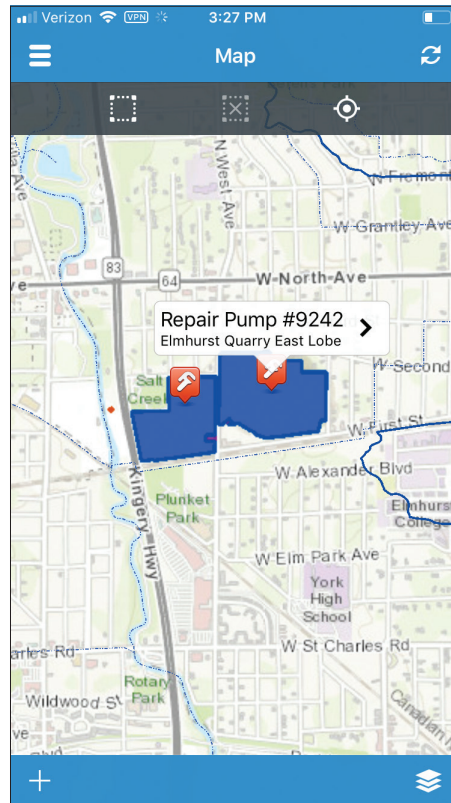 Verizon VPN 3:27 PM
Map
N West Ave
W Fremont
W Grantley Ave
83
64
W North Ave
Repair Pump #9242
Elmhurst Quarry East Lobe
W Second
Salt
Creek
W First St
W Alexander Blvd
Kingery Hwy
Plunket
Park
Elmhurs
College
W Elm Park Ave
York
High
School
arles Rd
W St Charles Rd
Rotary
Park
Wildwood St
Canadian
ve